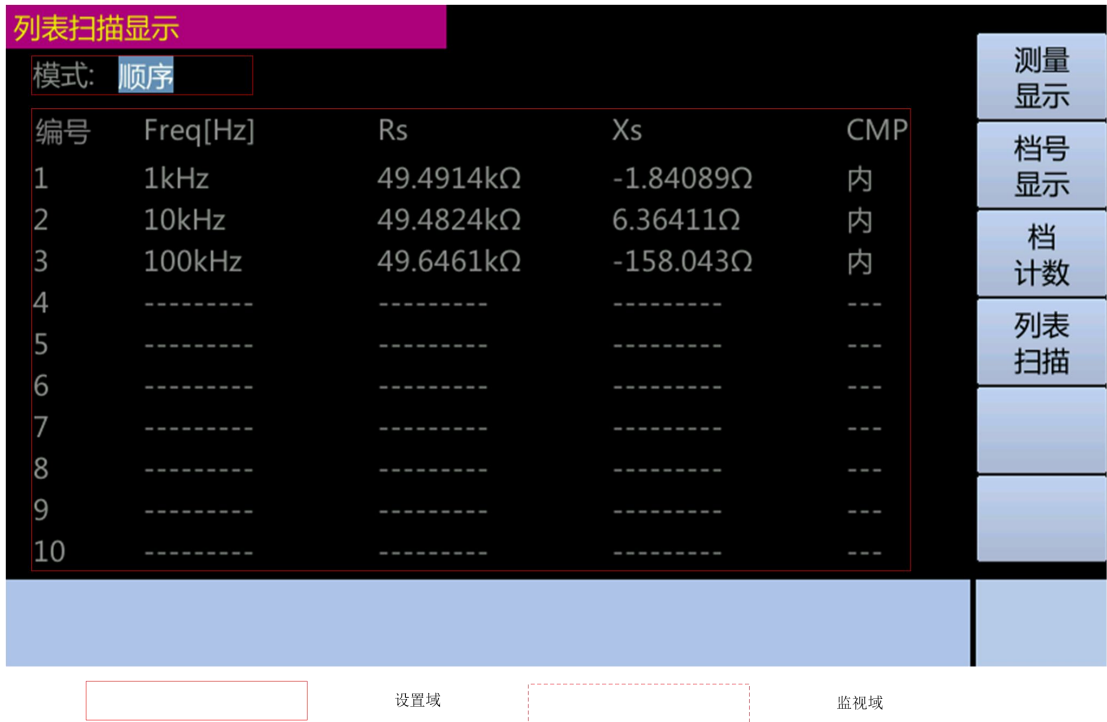 列表扫描显示
模式: 顺序
编号 Freq[Hz] Rs Xs CMP
1 1kHz 49.4914kΩ -1.84089Ω 内
2 10kHz 49.4824kΩ 6.36411Ω 内
3 100kHz 49.6461kΩ -158.043Ω 内
4 --------- --------- --------- ---
5 --------- --------- --------- ---
6 --------- --------- --------- ---
7 --------- --------- --------- ---
8 --------- --------- --------- ---
9 --------- --------- --------- ---
10 --------- --------- --------- ---
测量
显示
档号
显示
档
计数
列表
扫描
设置域 监视域